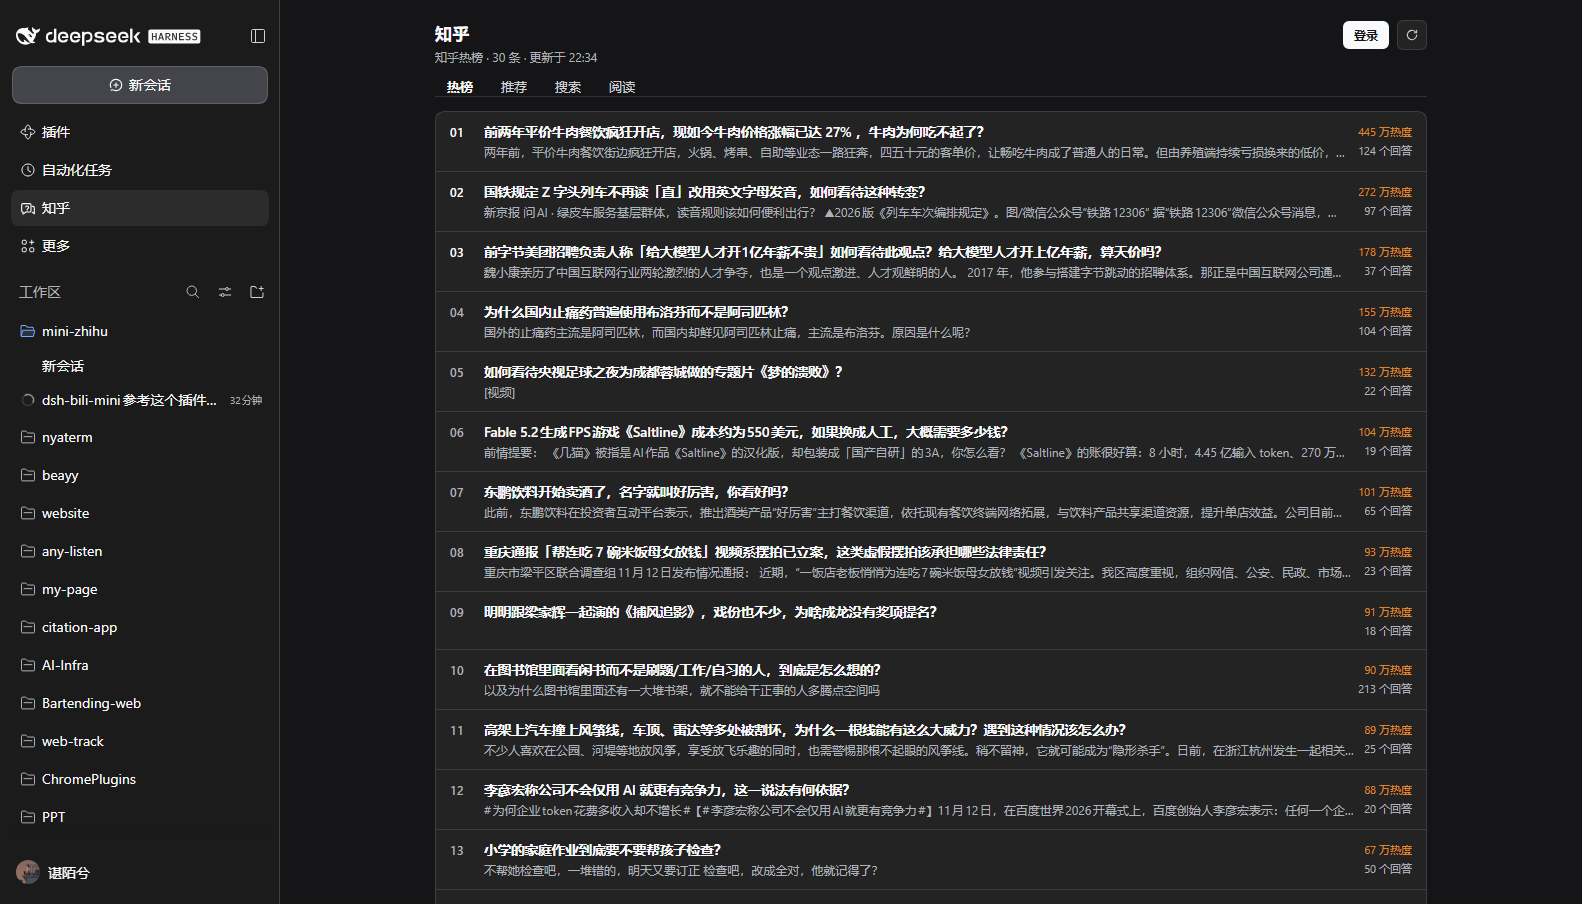 deepseek HARNESS
新会话
插件
自动化任务
知乎
更多
工作区
mini-zhihu
新会话
dsh-bili-mini 参考这个插件... 32分钟
nyaterm
beayy
website
any-listen
my-page
citation-app
AI-Infra
Bartending-web
web-track
ChromePlugins
PPT
谌陌兮
知乎
知乎热榜 · 30 条 · 更新于 22:34
登录
热榜 推荐 搜索 阅读
01 前两年平价牛肉餐饮疯狂开店，现如今牛肉价格涨幅已达 27% ，牛肉为何吃不起了？ 445 万热度
两年前，平价牛肉餐饮街边疯狂开店，火锅、烤串、自助等业态一路狂奔，四五十元的客单价，让畅吃牛肉成了普通人的日常。但由养殖端持续亏损换来的低价，... 124 个回答
02 国铁规定 Z 字头列车不再读「直」改用英文字母发音，如何看待这种转变？ 272 万热度
新京报 问AI · 绿皮车服务基层群体，读音规则该如何便利出行？ ▲2026版《列车车次编排规定》。图/微信公众号“铁路12306” 据“铁路12306”微信公众号消息，... 97 个回答
03 前字节美团招聘负责人称「给大模型人才开1亿年薪不贵」如何看待此观点？给大模型人才开上亿年薪，算天价吗？ 178 万热度
魏小康亲历了中国互联网行业两轮激烈的人才争夺，也是一个观点激进、人才观鲜明的人。 2017 年，他参与搭建字节跳动的招聘体系。那正是中国互联网公司通... 37 个回答
04 为什么国内止痛药普遍使用布洛芬而不是阿司匹林？ 155 万热度
国外的止痛药主流是阿司匹林，而国内却鲜见阿司匹林止痛，主流是布洛芬。原因是什么呢？ 104 个回答
05 如何看待央视足球之夜为成都蓉城做的专题片《梦的溃败》？ 132 万热度
[视频] 22 个回答
06 Fable 5.2生成FPS游戏《Saltline》成本约为550美元，如果换成人工，大概需要多少钱？ 104 万热度
前情提要： 《几猫》被指是AI作品《Saltline》的汉化版，却包装成「国产自研」的3A，你怎么看？ 《Saltline》的账很好算：8 小时，4.45 亿输入 token、270 万... 19 个回答
07 东鹏饮料开始卖酒了，名字就叫好厉害，你看好吗？ 101 万热度
此前，东鹏饮料在投资者互动平台表示，推出酒类产品“好厉害”主打餐饮渠道，依托现有餐饮终端网络拓展，与饮料产品共享渠道资源，提升单店效益。公司目前... 65 个回答
08 重庆通报「帮连吃 7 碗米饭母女放钱」视频系摆拍已立案，这类虚假摆拍该承担哪些法律责任？ 93 万热度
重庆市梁平区联合调查组11月12日发布情况通报： 近期，“一饭店老板悄悄为连吃7碗米饭母女放钱”视频引发关注。我区高度重视，组织网信、公安、民政、市场... 23 个回答
09 明明跟梁家辉一起演的《捕风追影》，戏份也不少，为啥成龙没有奖项提名？ 91 万热度
18 个回答
10 在图书馆里面看闲书而不是刷题/工作/自习的人，到底是怎么想的？ 90 万热度
以及为什么图书馆里面还有一大堆书架，就不能给干正事的人多腾点空间吗 213 个回答
11 高架上汽车撞上风筝线，车顶、雷达等多处被割坏，为什么一根线能有这么大威力？遇到这种情况该怎么办？ 89 万热度
不少人喜欢在公园、河堤等地放风筝，享受放飞乐趣的同时，也需警惕那根不起眼的风筝线。稍不留神，它就可能成为“隐形杀手”。日前，在浙江杭州发生一起相关... 25 个回答
12 李彦宏称公司不会仅用 AI 就更有竞争力，这一说法有何依据？ 88 万热度
#为何企业token花费多收入却不增长#【#李彦宏称公司不会仅用AI就更有竞争力#】11月12日，在百度世界2026开幕式上，百度创始人李彦宏表示：任何一个企... 20 个回答
13 小学的家庭作业到底要不要帮孩子检查？ 67 万热度
不帮她检查吧，一堆错的，明天又要订正 检查吧，改成全对，他就记得了？ 50 个回答